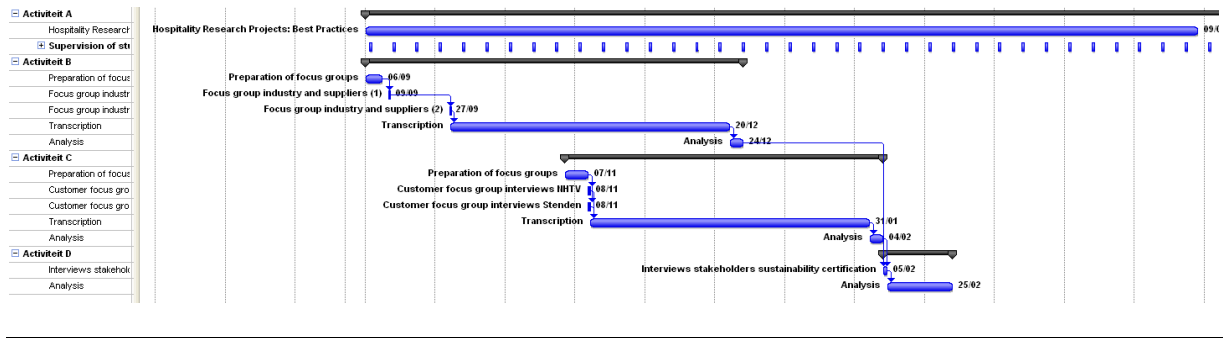 Activiteit A
Hospitality Research Hospitality Research Projects: Best Practices 09/0
Supervision of stu
Activiteit B
Preparation of focus Preparation of focus groups 06/09
Focus group industr Focus group industry and suppliers (1) 09/09
Focus group industr Focus group industry and suppliers (2) 27/09
Transcription Transcription 20/12
Analysis Analysis 24/12
Activiteit C
Preparation of focus Preparation of focus groups 07/11
Customer focus gro Customer focus group interviews NHTV 08/11
Customer focus gro Customer focus group interviews Stenden 08/11
Transcription Transcription 31/01
Analysis Analysis 04/02
Activiteit D
Interviews stakehold Interviews stakeholders sustainability certification 05/02
Analysis Analysis 25/02